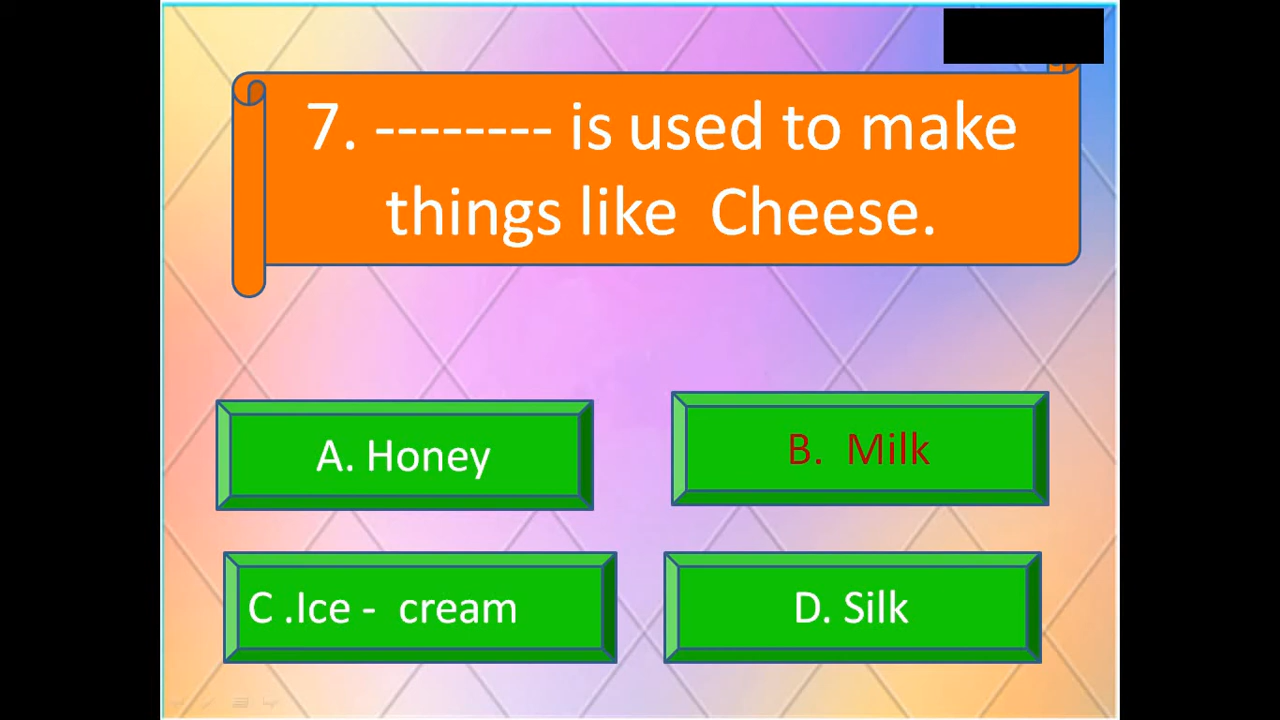 7. -------- is used to make
things like  Cheese.
A. Honey
B.  Milk
C .Ice -  cream
D. Silk